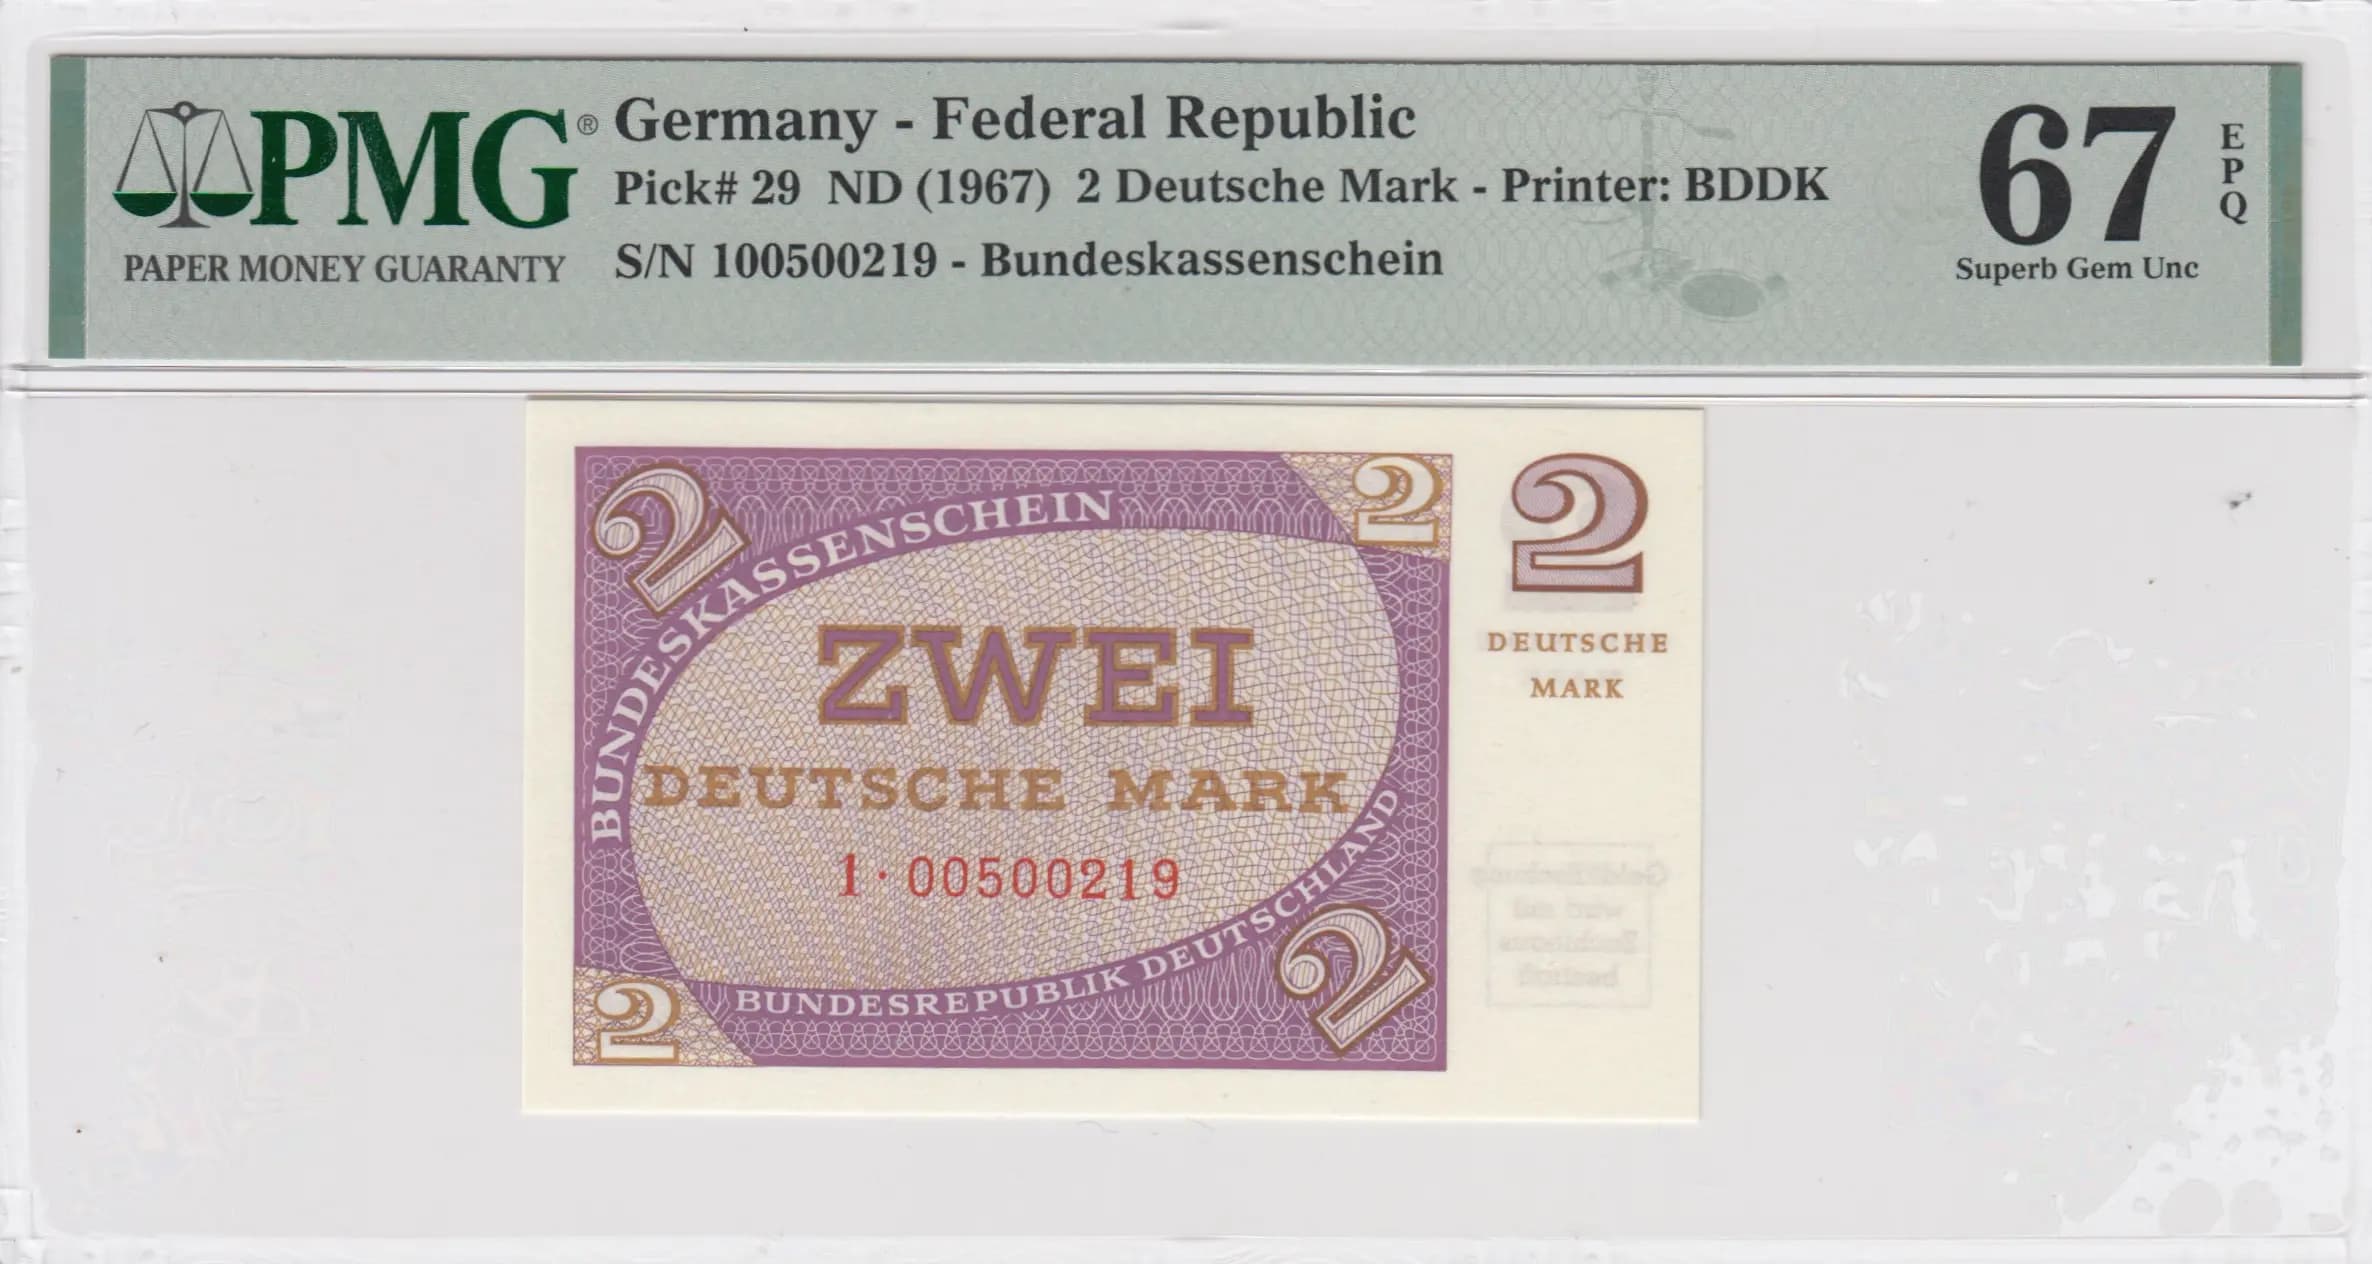 PMG®
PAPER MONEY GUARANTY
Germany - Federal Republic
Pick# 29 ND (1967) 2 Deutsche Mark - Printer: BDDK
S/N 100500219 - Bundeskassenschein
67
EPQ
Superb Gem Unc
2
2
BUNDESKASSENSCHEIN
ZWEI
DEUTSCHE MARK
1·00500219
BUNDESREPUBLIK DEUTSCHLAND
2
2
2
DEUTSCHE
MARK